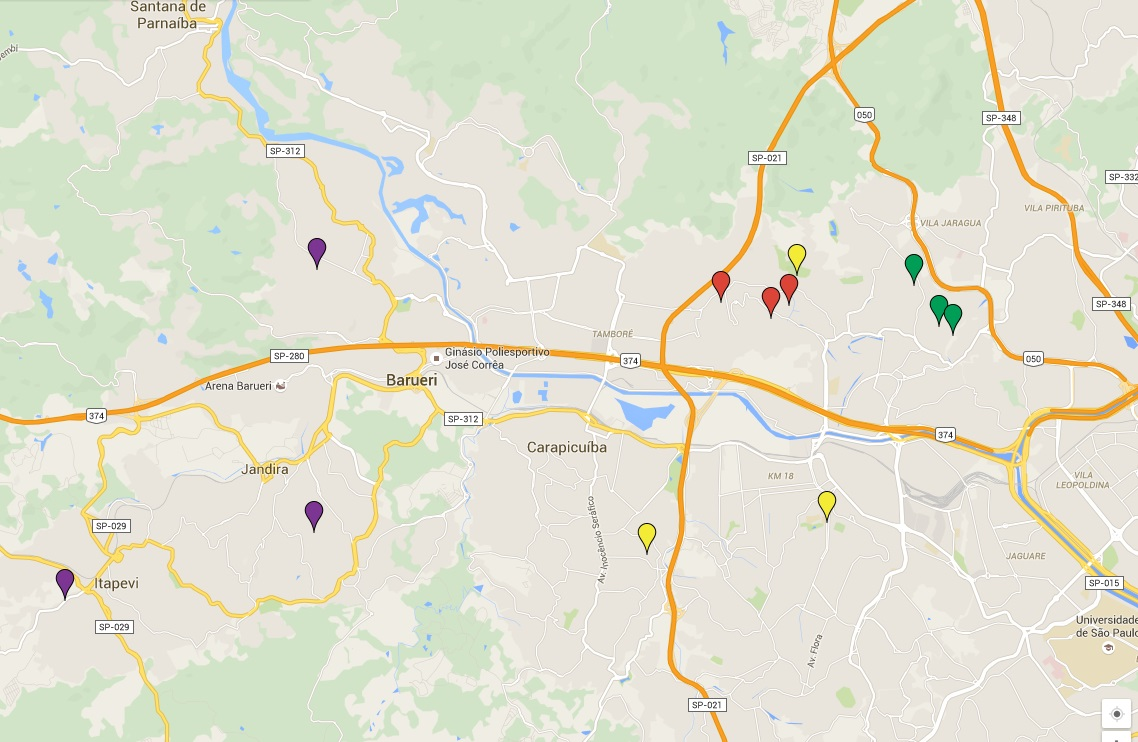 Santana de
Parnaíba
SP-312
050
SP-348
SP-021
SP-332
VILA PIRITUBA
VILA JARAGUA
SP-348
TAMBORÉ
SP-280
Ginásio Poliesportivo
José Corrêa
374
050
Arena Barueri
Barueri
374
SP-312
374
Carapicuíba
Jandira
KM 18
VILA
LEOPOLDINA
SP-029
Av. Inocêncio Seráfico
JAGUARE
Itapevi
SP-015
SP-029
Universidade
de São Paulo
Av. Flora
SP-021